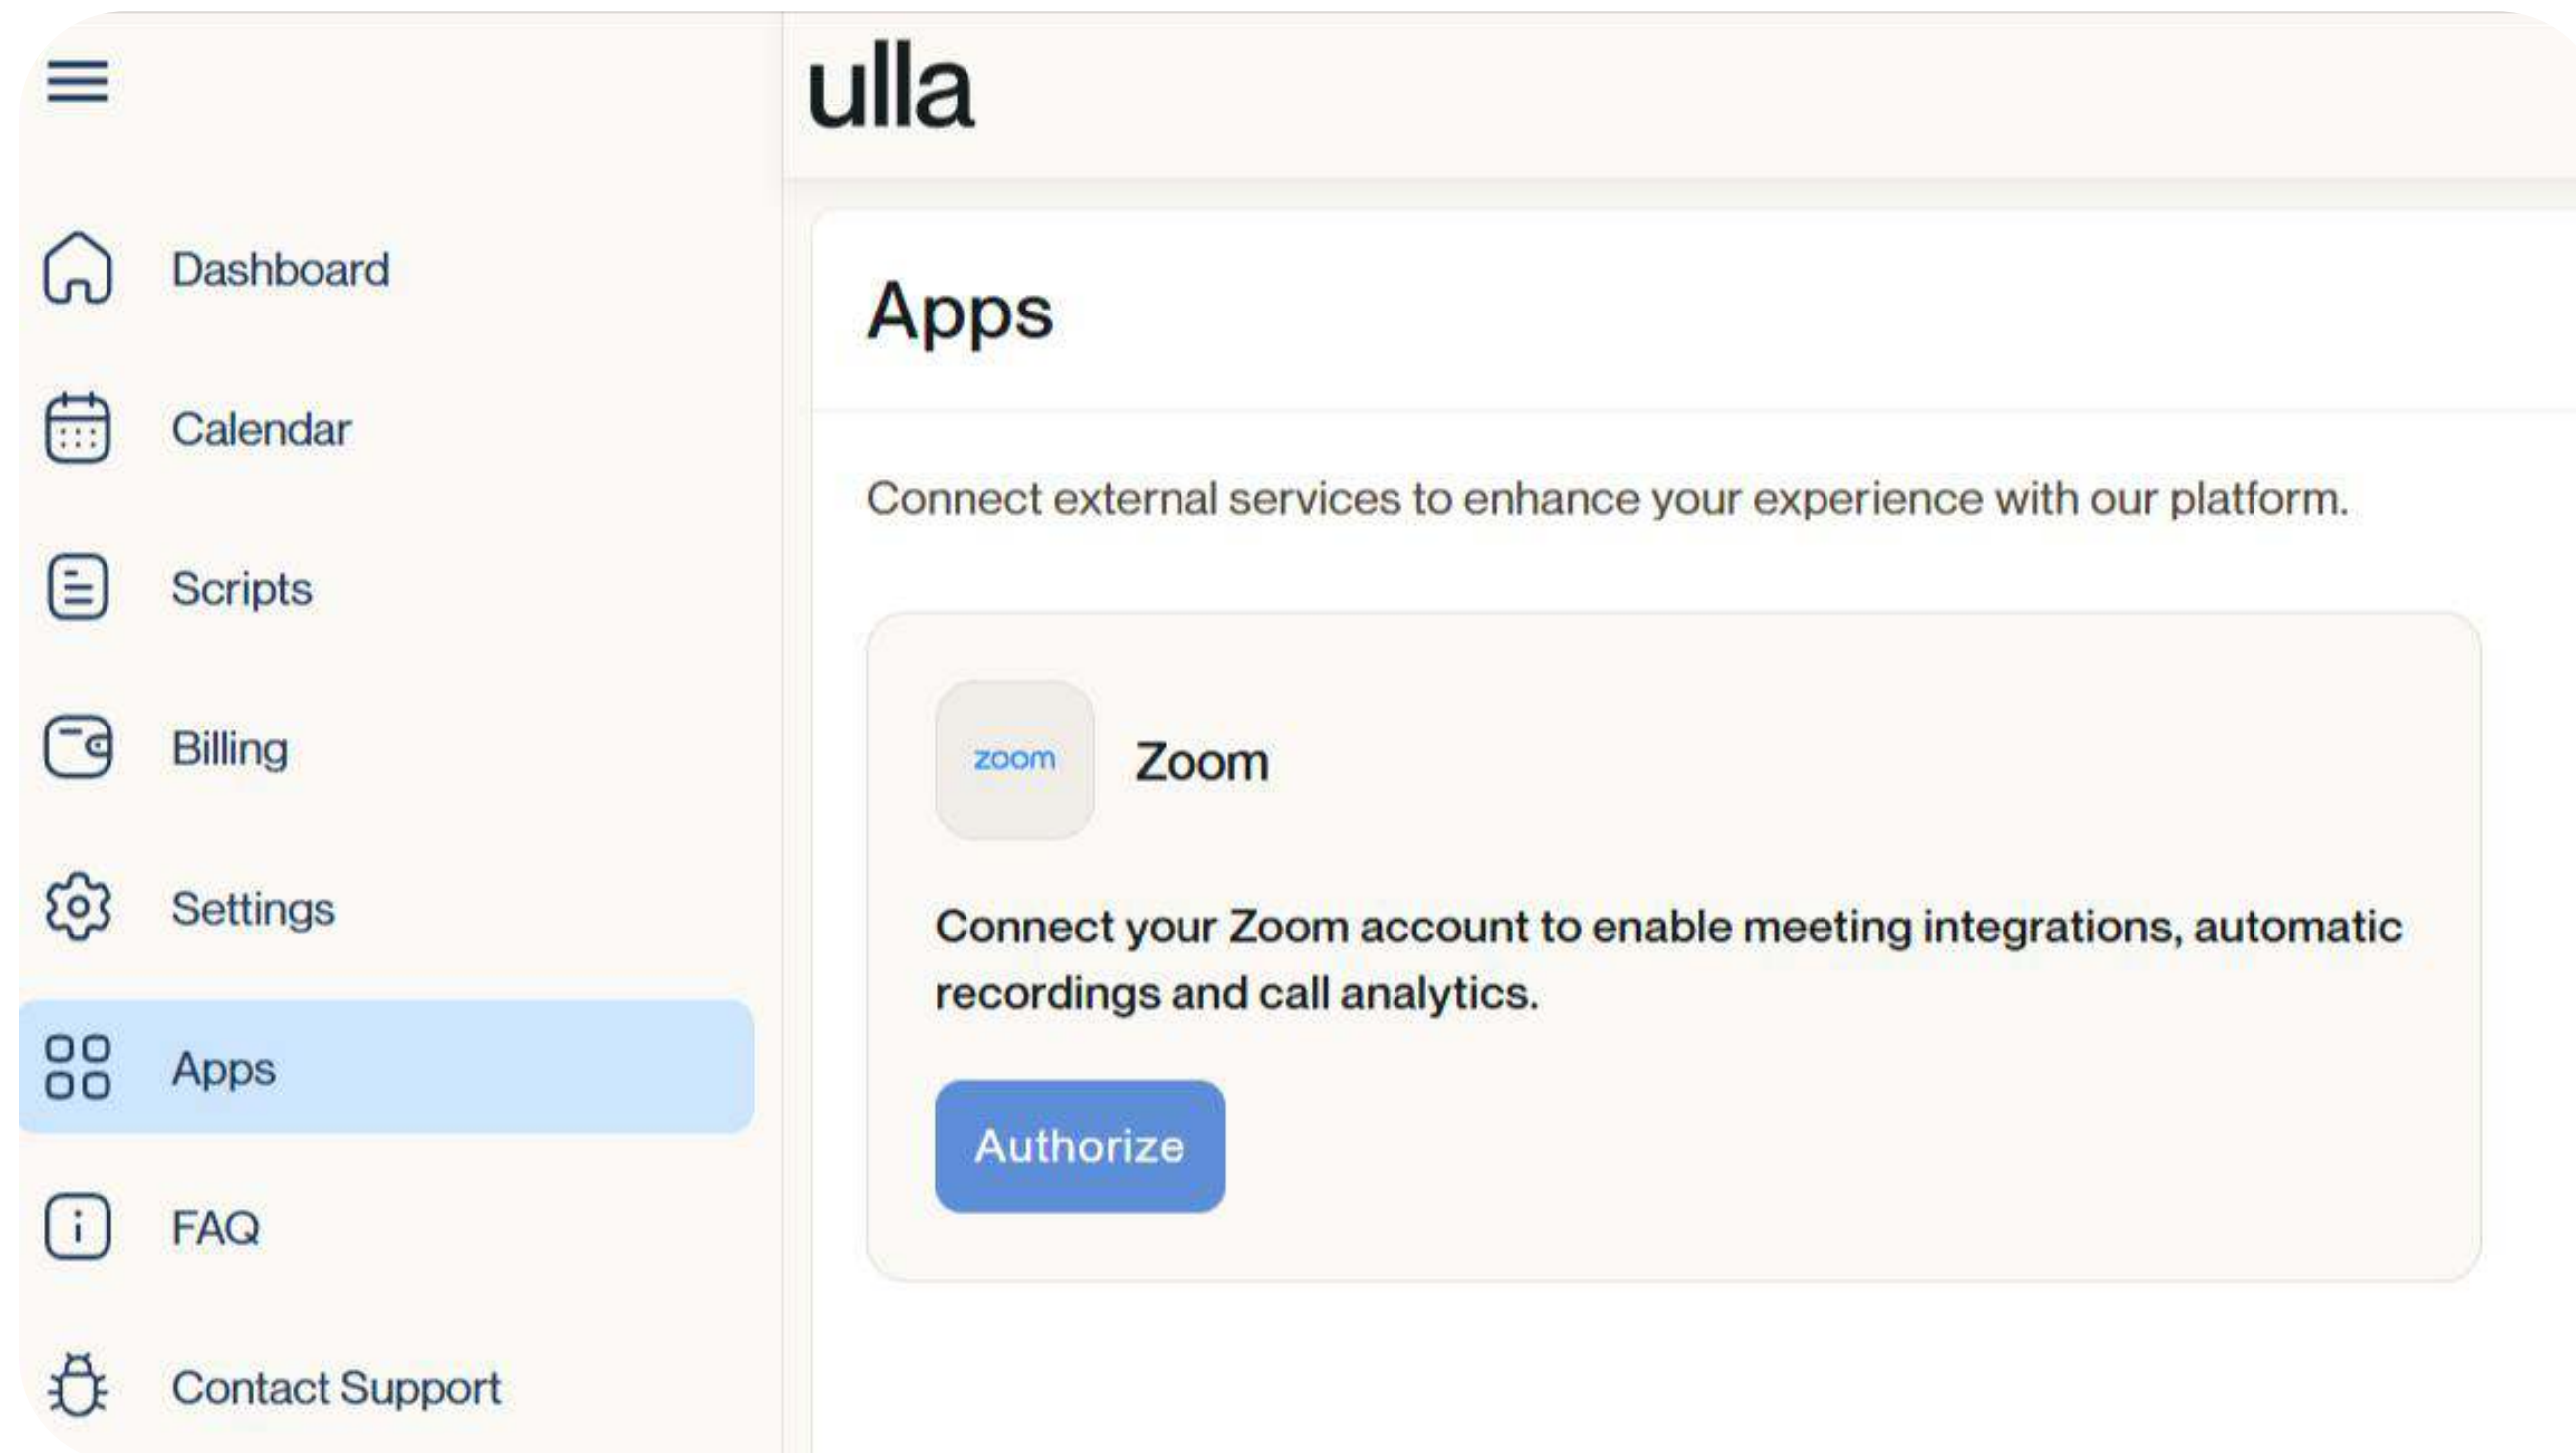 ulla
Dashboard
Calendar
Scripts
Billing
Settings
Apps
FAQ
Contact Support
Apps
Connect external services to enhance your experience with our platform.
zoom
Zoom
Connect your Zoom account to enable meeting integrations, automatic
recordings and call analytics.
Authorize